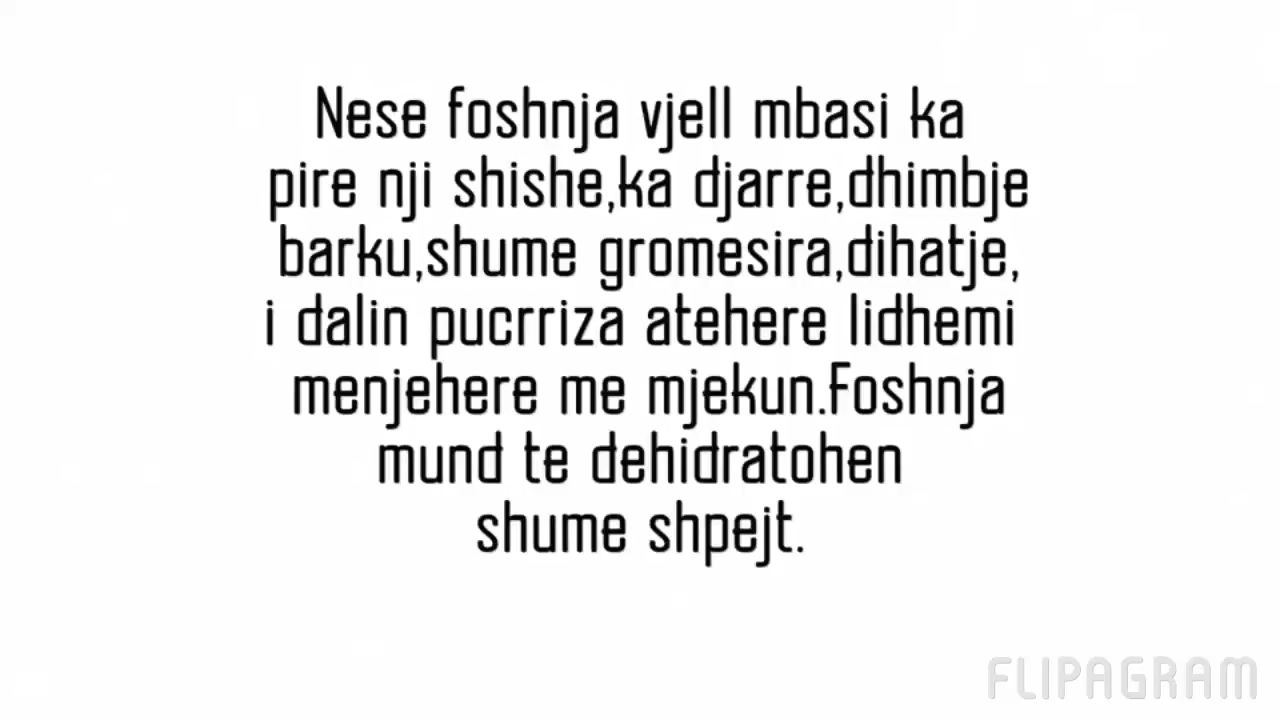 Nese foshnja vjell mbasi ka
pire nji shishe,ka djarre,dhimbje
barku,shume gromesira,dihatje,
i dalin pucrriza atehere lidhemi
menjehere me mjekun.Foshnja
mund te dehidratohen
shume shpejt.
FLIPAGRAM